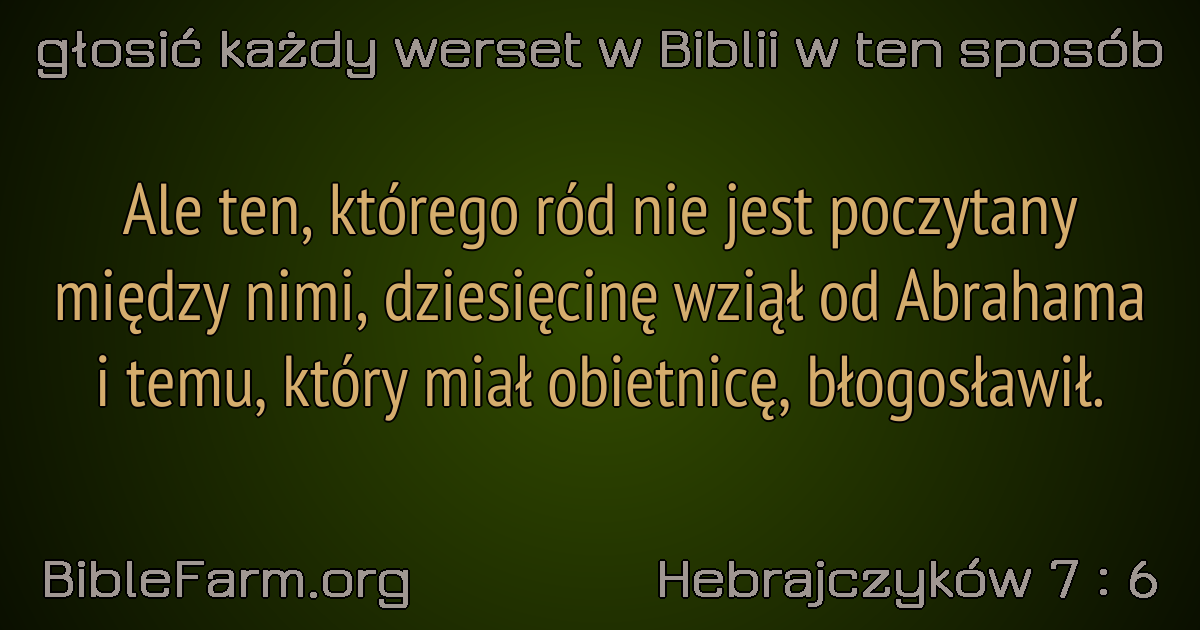 głosić każdy werset w Biblii w ten sposób
Ale ten, którego ród nie jest poczytany
między nimi, dziesięcinę wziął od Abrahama
i temu, który miał obietnicę, błogosławił.
BibleFarm.org
Hebrajczyków 7 : 6